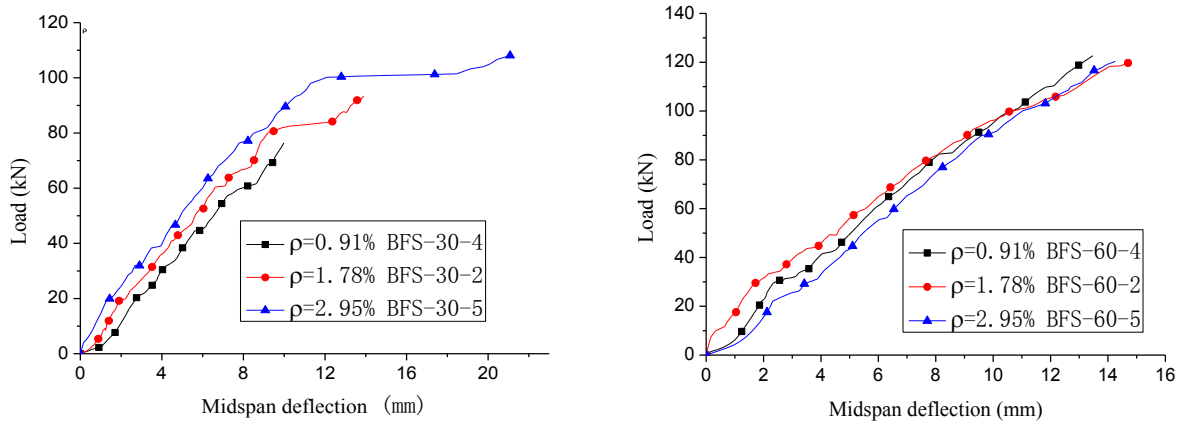 120
100
80
60
40
20
0
ρ
Load (kN)
ρ=0.91% BFS-30-4
ρ=1.78% BFS-30-2
ρ=2.95% BFS-30-5
0 4 8 12 16 20
Midspan deflection (mm)
140
120
100
80
60
40
20
0
Load (kN)
ρ=0.91% BFS-60-4
ρ=1.78% BFS-60-2
ρ=2.95% BFS-60-5
0 2 4 6 8 10 12 14 16
Midspan deflection (mm)